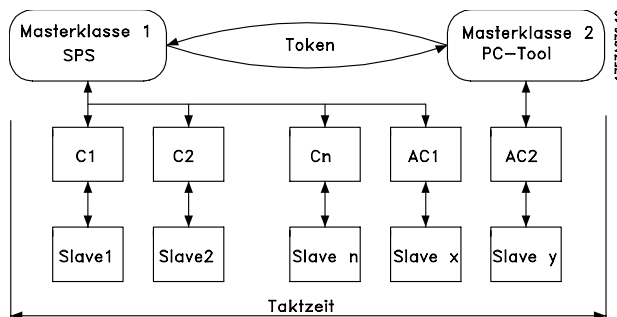 Masterklasse 1
SPS
Token
Masterklasse 2
PC-Tool
C1
C2
Cn
AC1
AC2
Slave1
Slave2
Slave n
Slave x
Slave y
Taktzeit